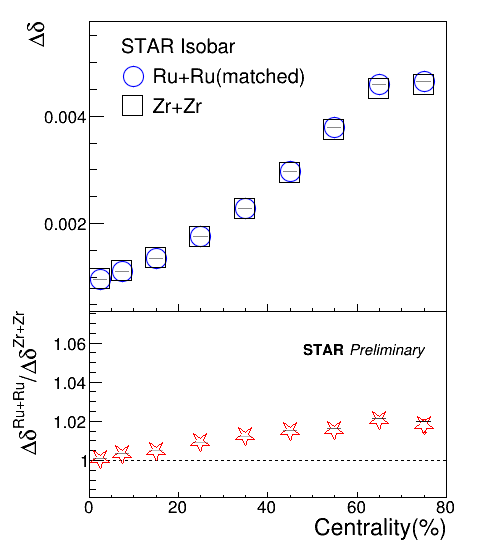 Δδ
STAR Isobar
Ru+Ru(matched)
Zr+Zr
0.004
0.002
Δδ^Ru+Ru/Δδ^Zr+Zr
STAR Preliminary
1.06
1.04
1.02
1
0 20 40 60 80
Centrality(%)